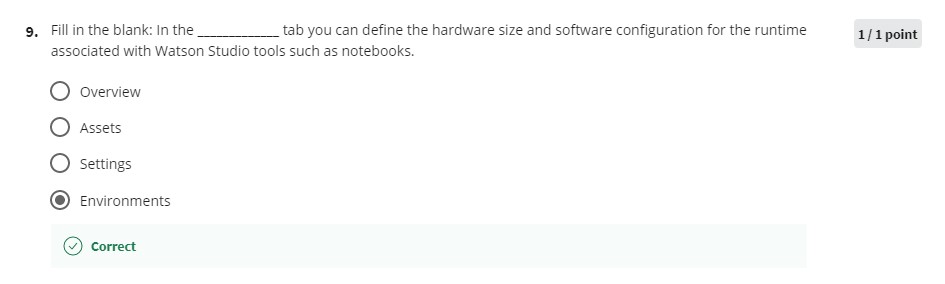 9. Fill in the blank: In the _____________ tab you can define the hardware size and software configuration for the runtime
1 / 1 point
associated with Watson Studio tools such as notebooks.
Overview
Assets
Settings
Environments
Correct